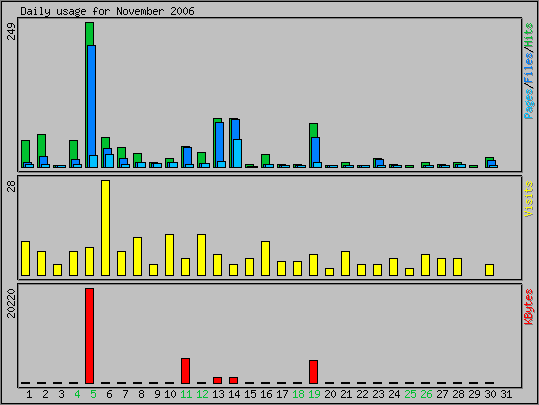 Daily usage for November 2006
249
Pages/Files/Hits
28
Visits
20220
KBytes
1 2 3 4 5 6 7 8 9 10 11 12 13 14 15 16 17 18 19 20 21 22 23 24 25 26 27 28 29 30 31